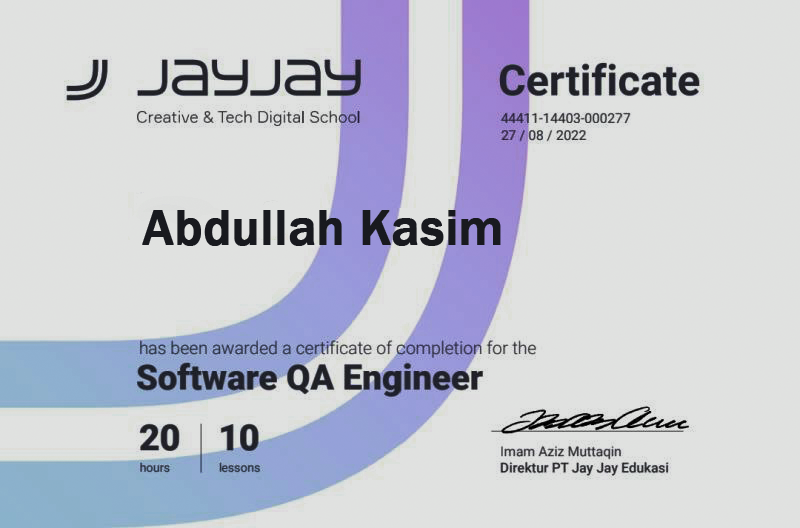 JAYJAY
Creative & Tech Digital School
Certificate
44411-14403-000277
27 / 08 / 2022
Abdullah Kasim
has been awarded a certificate of completion for the
Software QA Engineer
20 hours
10 lessons
Imam Aziz Muttaqin
Direktur PT Jay Jay Edukasi